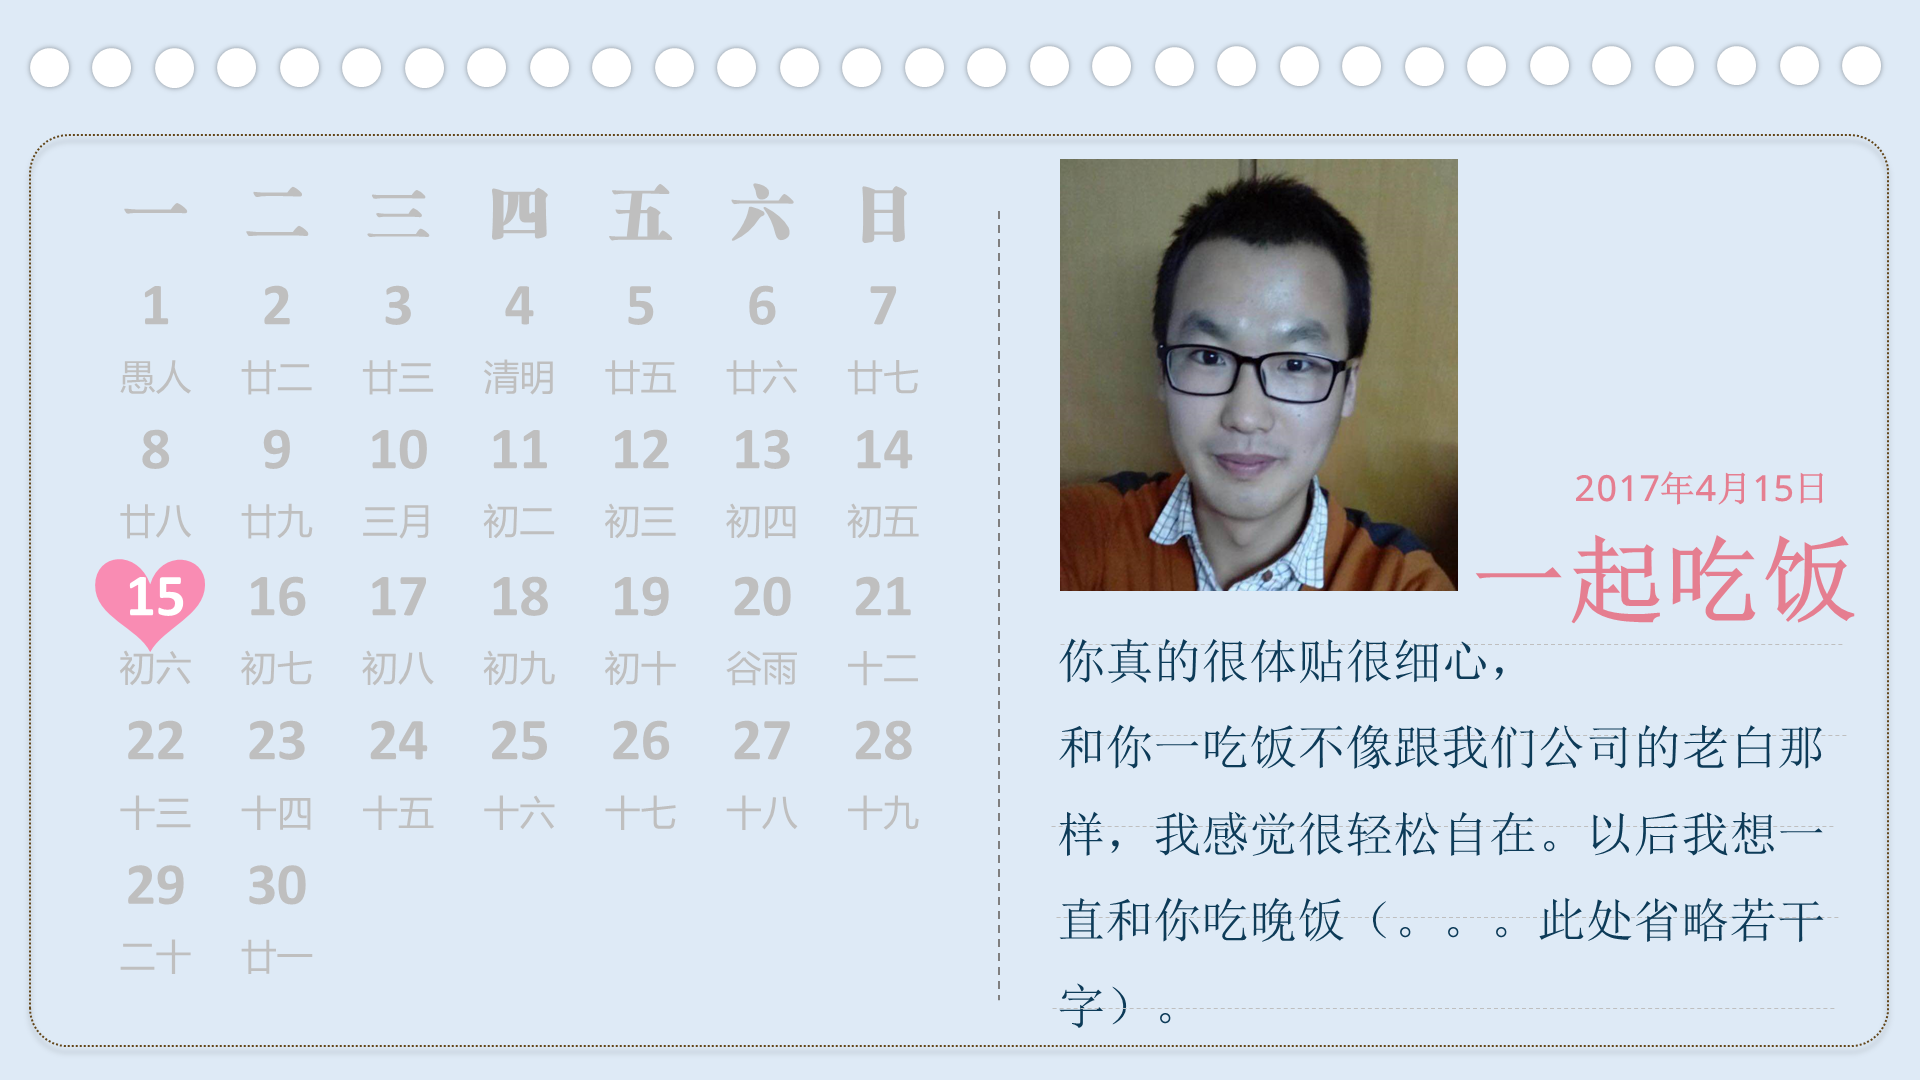 一 二 三 四 五 六 日
1 2 3 4 5 6 7
愚人 廿二 廿三 清明 廿五 廿六 廿七
8 9 10 11 12 13 14
廿八 廿九 三月 初二 初三 初四 初五
15 16 17 18 19 20 21
初六 初七 初八 初九 初十 谷雨 十二
22 23 24 25 26 27 28
十三 十四 十五 十六 十七 十八 十九
29 30
二十 廿一
2017年4月15日
一起吃饭
你真的很体贴很细心，
和你一吃饭不像跟我们公司的老白那
样，我感觉很轻松自在。以后我想一
直和你吃晚饭（。。。此处省略若干
字）。